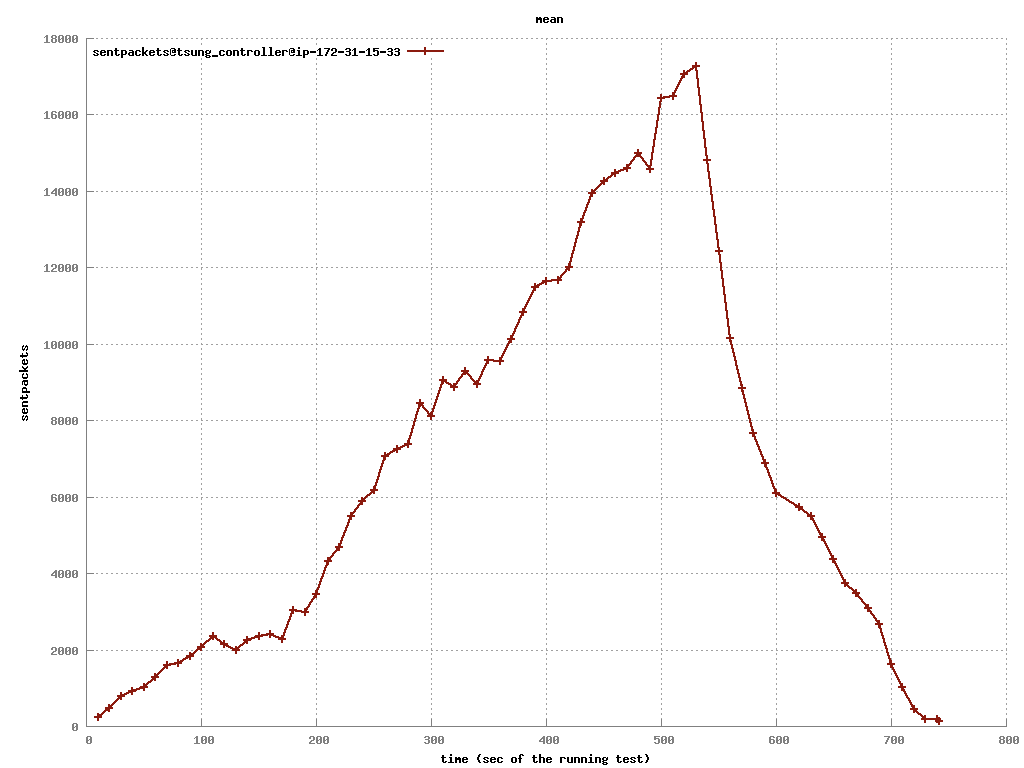 mean
18000
sentpackets@tsung_controller@ip-172-31-15-33
16000
14000
12000
10000
sentpackets
8000
6000
4000
2000
0
0 100 200 300 400 500 600 700 800
time (sec of the running test)